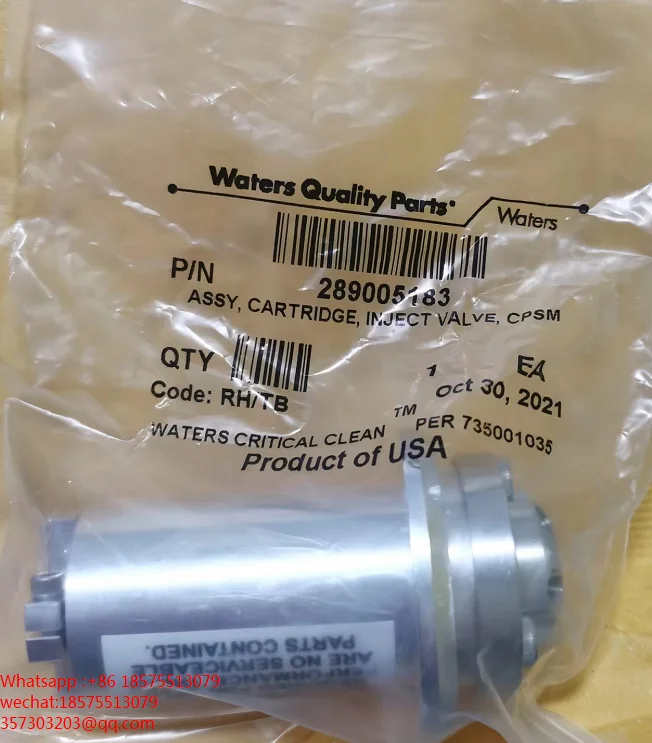 Waters Quality Parts
Waters
P/N
289005183
ASSY, CARTRIDGE, INJECT VALVE, CPSM
QTY 1 EA
Code: RH/TB Oct 30, 2021
WATERS CRITICAL CLEAN ™ PER 735001035
Product of USA
PARTS CONTAINED.
ARE NO SERVICEABLE
Whatsapp :+86 18575513079
wechat:18575513079
357303203@qq.com